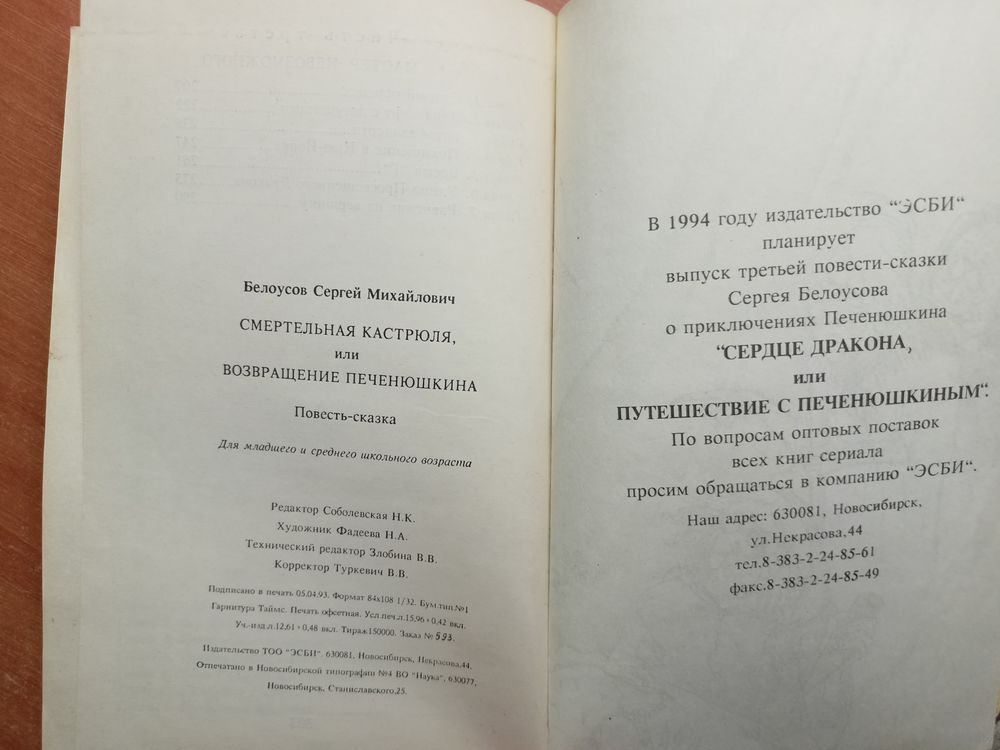 Белоусов Сергей Михайлович
СМЕРТЕЛЬНАЯ КАСТРЮЛЯ,
или
ВОЗВРАЩЕНИЕ ПЕЧЕНЮШКИНА
Повесть-сказка
Для младшего и среднего школьного возраста
Редактор Соболевская Н.К.
Художник Фадеева Н.А.
Технический редактор Злобина В.В.
Корректор Туркевич В.В.
Подписано в печать 05.04.93. Формат 84х108 1/32. Бум.тип.№1
Гарнитура Таймс. Печать офсетная. Усл.печ.л.15,96+0,42 вкл.
Уч.-изд.л.12,61+0,48 вкл. Тираж150000. Заказ №593.
Издательство ТОО "ЭСБИ". 630081, Новосибирск, Некрасова,44.
Отпечатано в Новосибирской типографии №4 ВО "Наука", 630077,
Новосибирск, Станиславского,25.
В 1994 году издательство "ЭСБИ"
планирует
выпуск третьей повести-сказки
Сергея Белоусова
о приключениях Печенюшкина
"СЕРДЦЕ ДРАКОНА,
или
ПУТЕШЕСТВИЕ С ПЕЧЕНЮШКИНЫМ".
По вопросам оптовых поставок
всех книг сериала
просим обращаться в компанию "ЭСБИ".
Наш адрес: 630081, Новосибирск,
ул.Некрасова,44
тел.8-383-2-24-85-61
факс.8-383-2-24-85-49